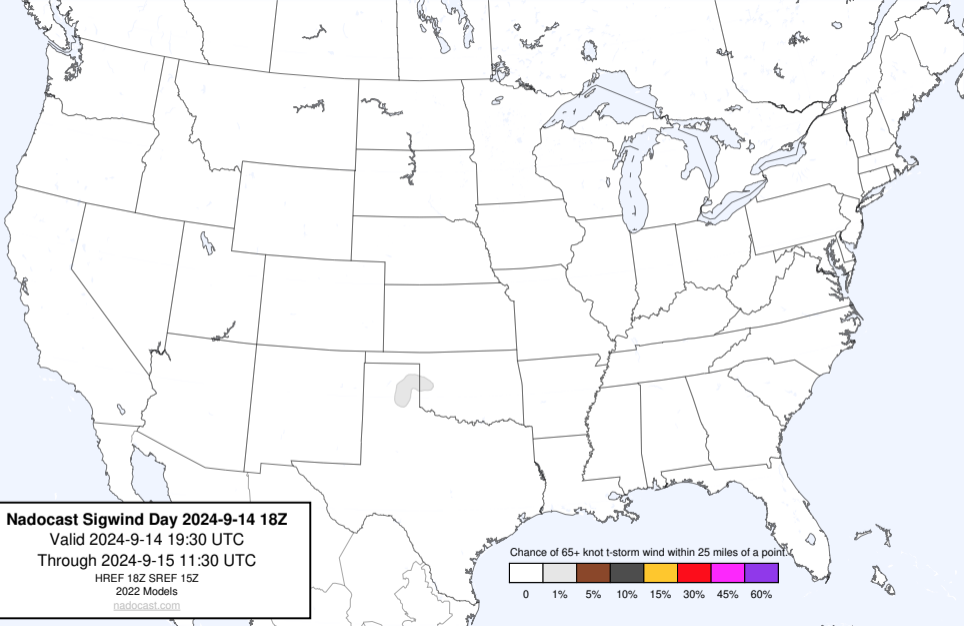 Nadocast Sigwind Day 2024-9-14 18Z
Valid 2024-9-14 19:30 UTC
Through 2024-9-15 11:30 UTC
HREF 18Z SREF 15Z
2022 Models
nadocast.com
Chance of 65+ knot t-storm wind within 25 miles of a point.
0 1% 5% 10% 15% 30% 45% 60%